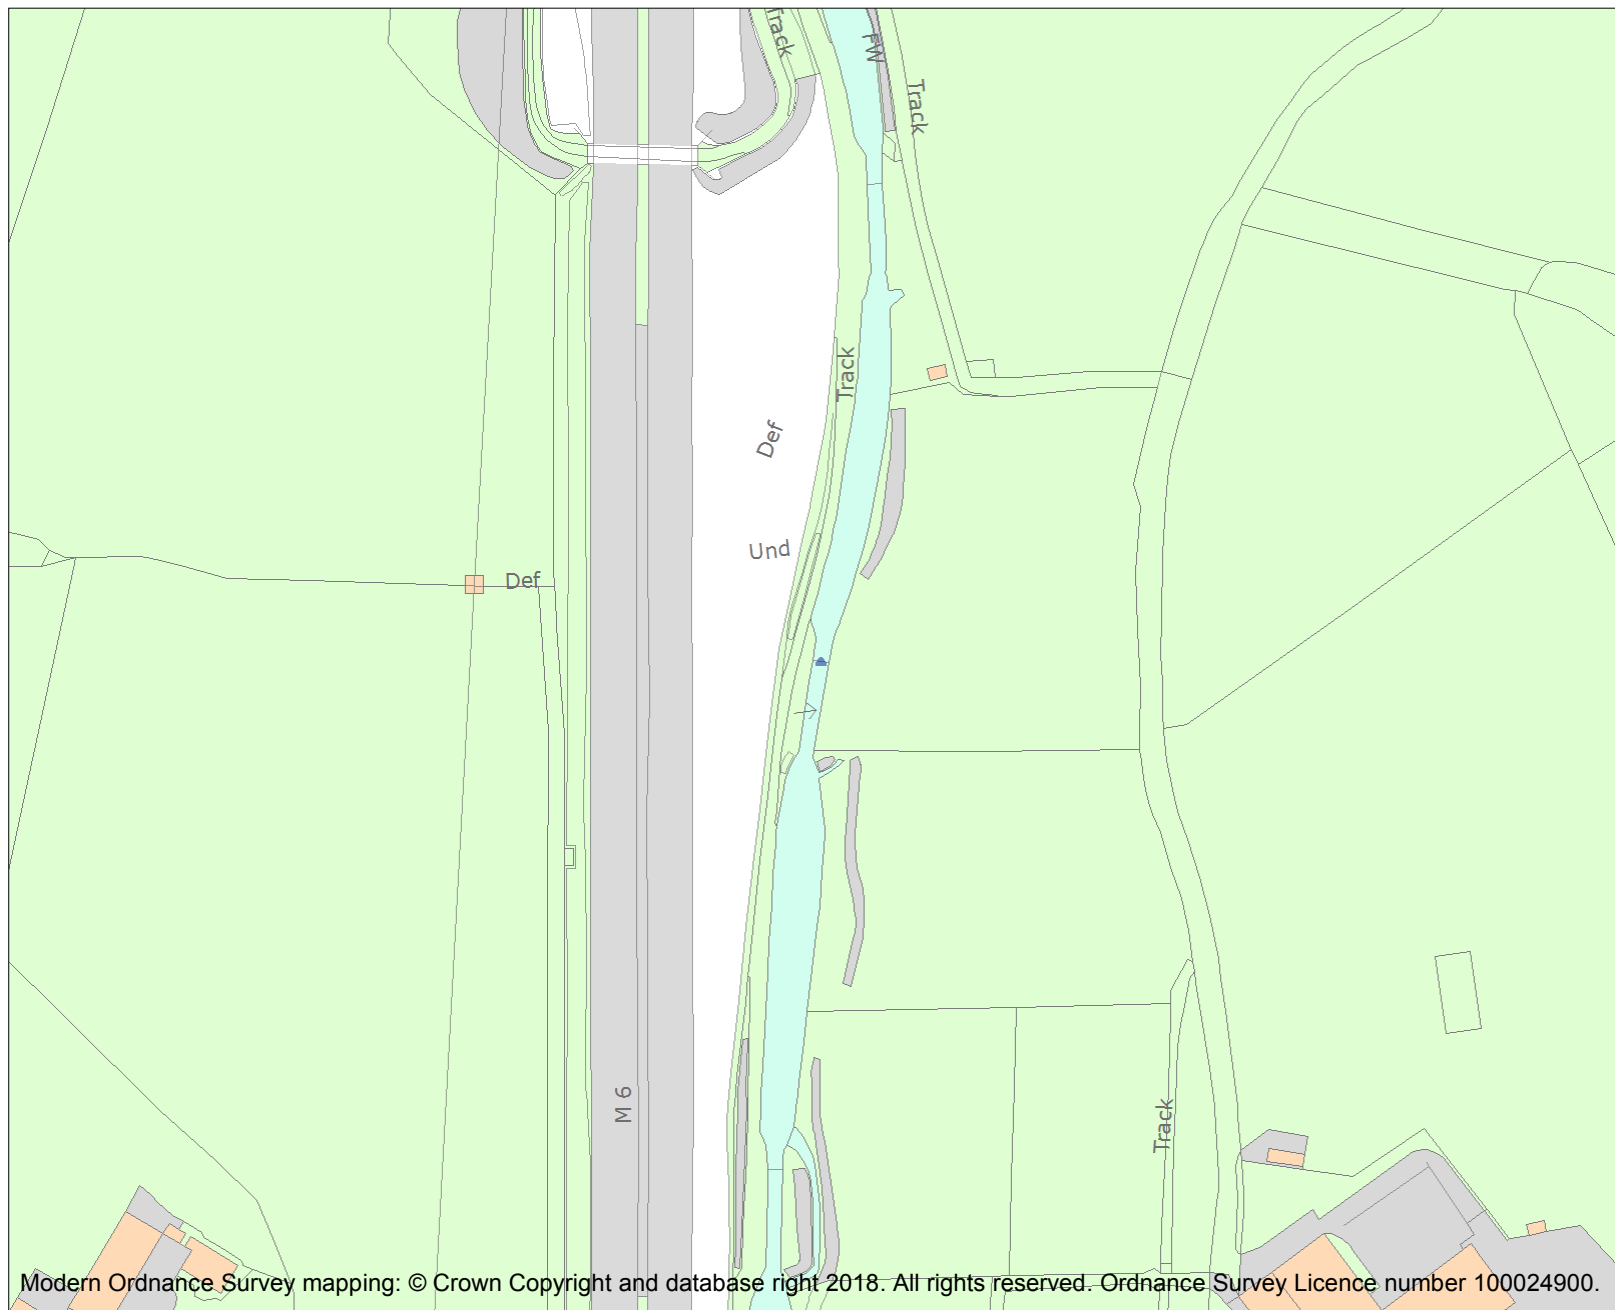 Track
FW
Track
Track
Def
Und
Def
M 6
Track
Modern Ordnance Survey mapping: © Crown Copyright and database right 2018. All rights reserved. Ordnance Survey Licence number 100024900.